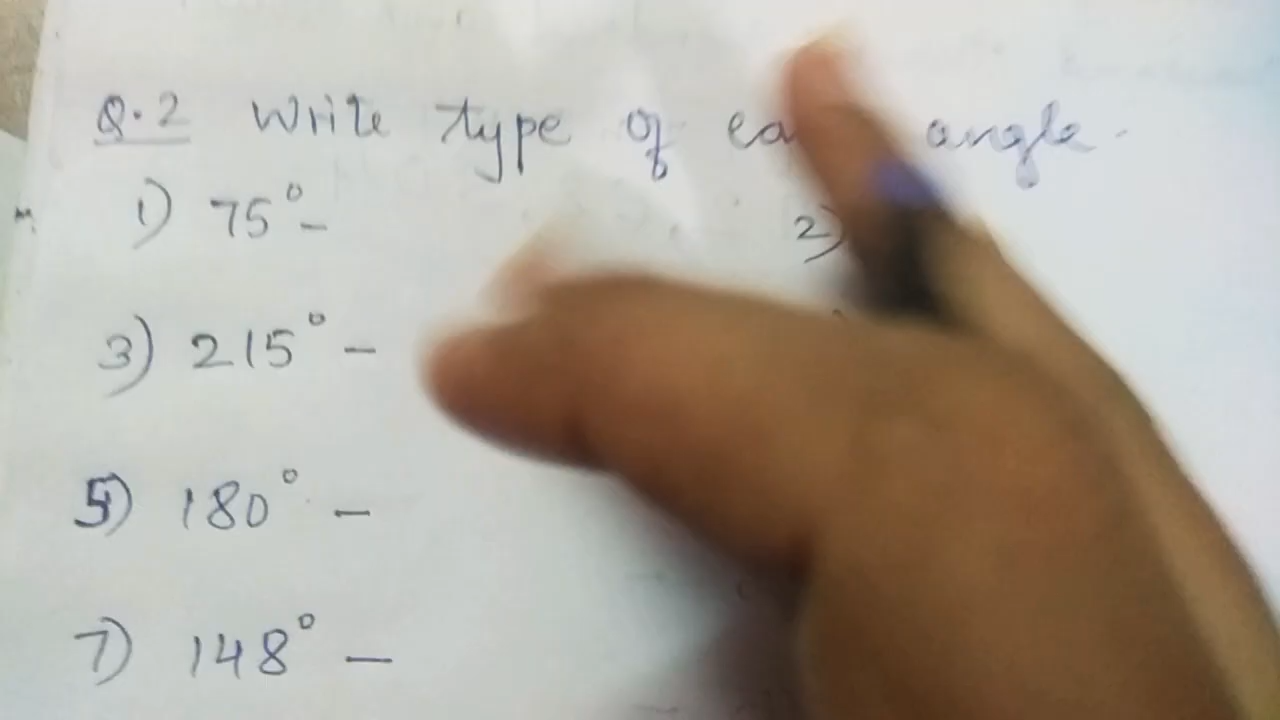 Q.2 Write type of angle.
1) 75° -
2)
3) 215° -
5) 180° -
7) 148° -